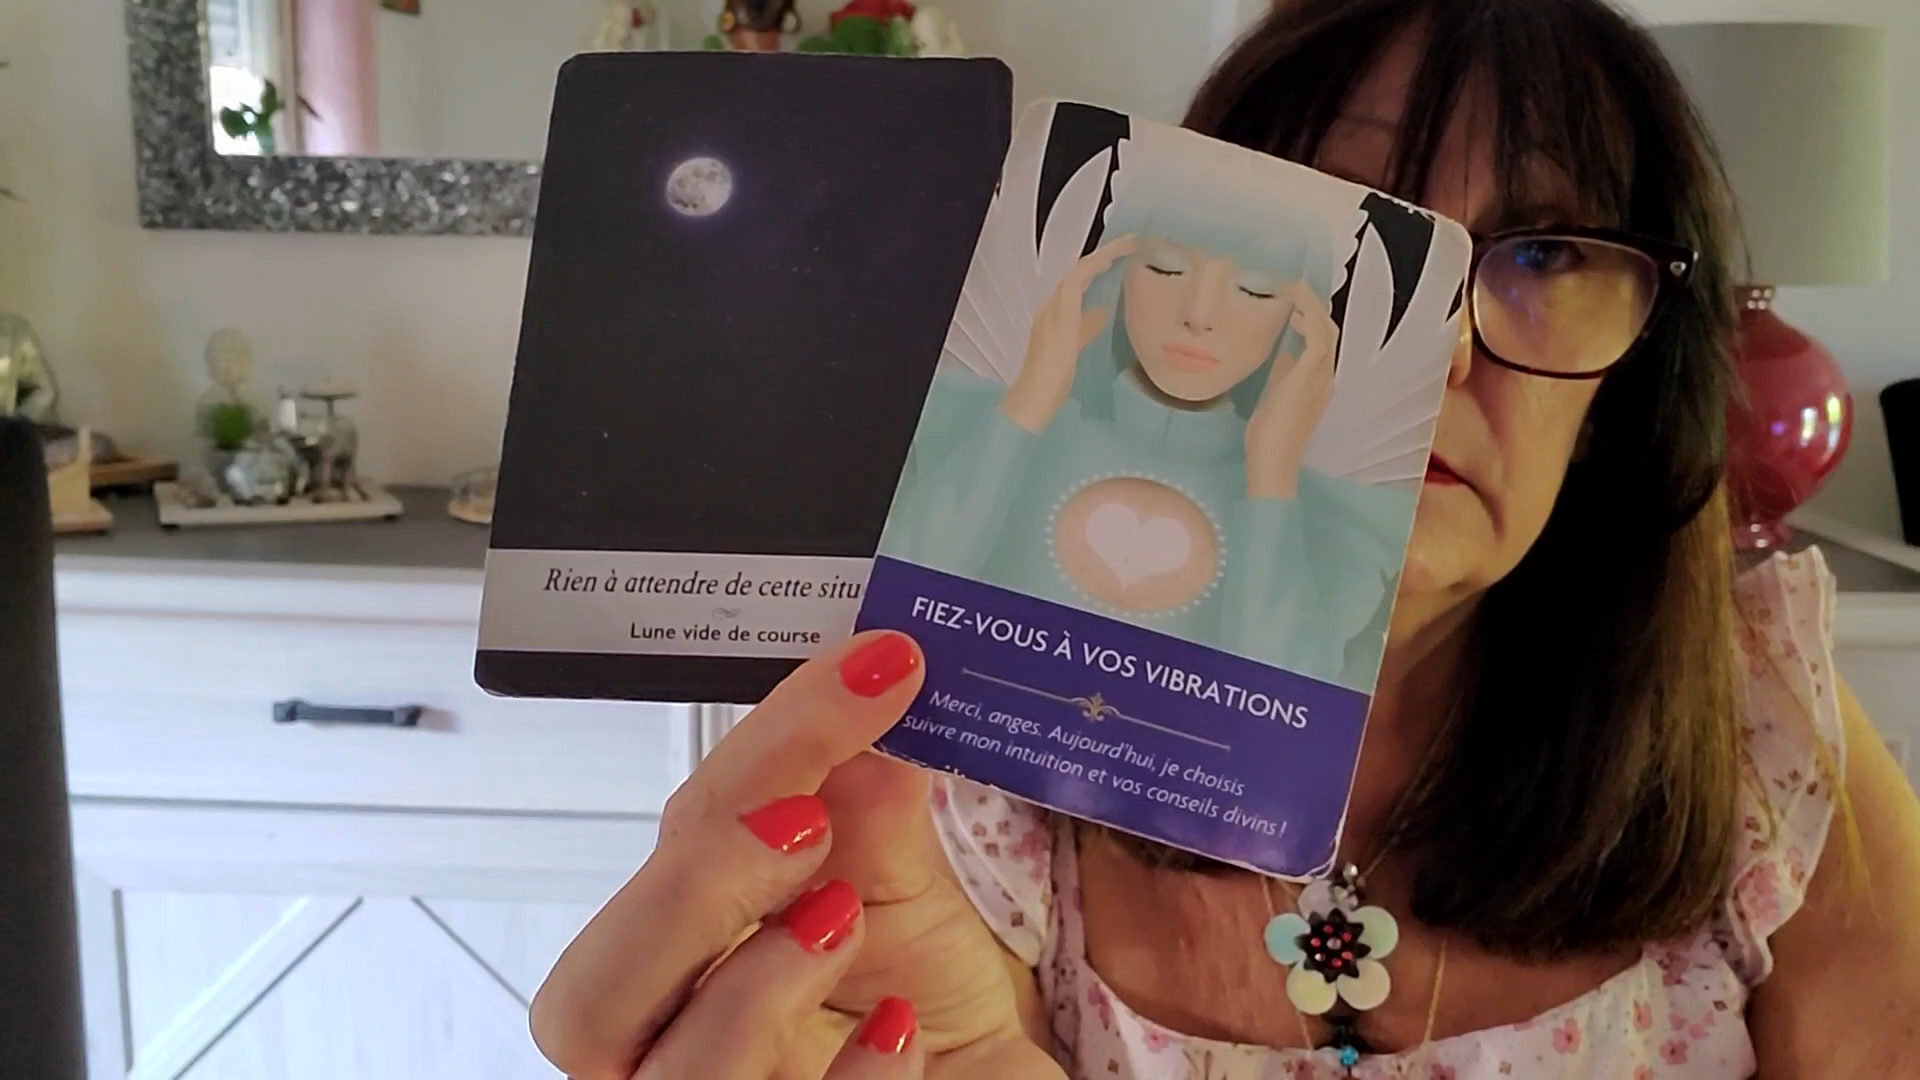 Rien à attendre de cette situ
Lune vide de course
FIEZ-VOUS À VOS VIBRATIONS
Merci, anges. Aujourd'hui, je choisis
suivre mon intuition et vos conseils divins !